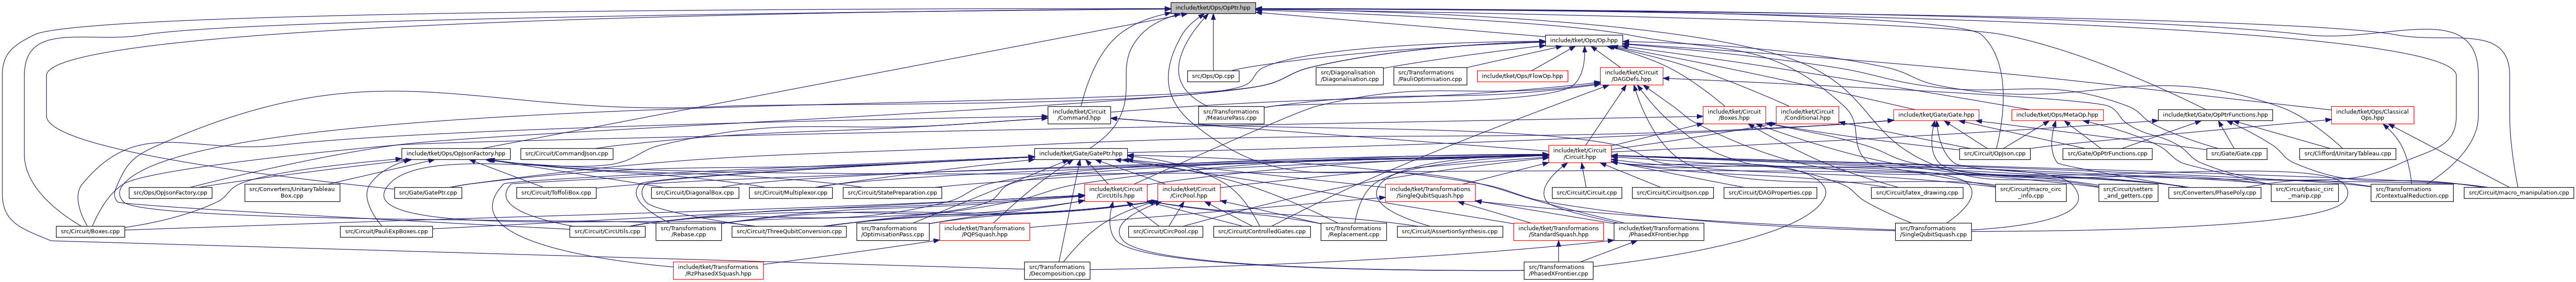 include/tket/Ops/OpPtr.hpp
include/tket/Ops/Op.hpp
src/Ops/Op.cpp
src/Diagonalisation
/Diagonalisation.cpp
src/Transformations
/PauliOptimisation.cpp
include/tket/Ops/FlowOp.hpp
include/tket/Circuit
/DAGDefs.hpp
include/tket/Circuit
/Command.hpp
src/Transformations
/MeasurePass.cpp
include/tket/Circuit
/Boxes.hpp
include/tket/Circuit
/Conditional.hpp
include/tket/Gate/Gate.hpp
include/tket/Ops/MetaOp.hpp
include/tket/Gate/OpPtrFunctions.hpp
include/tket/Ops/Classical
Ops.hpp
include/tket/Ops/OpJsonFactory.hpp
src/Circuit/CommandJson.cpp
include/tket/Gate/GatePtr.hpp
include/tket/Circuit
/Circuit.hpp
src/Circuit/OpJson.cpp
src/Gate/OpPtrFunctions.cpp
src/Gate/Gate.cpp
src/Clifford/UnitaryTableau.cpp
src/Ops/OpJsonFactory.cpp
src/Converters/UnitaryTableau
Box.cpp
src/Gate/GatePtr.cpp
src/Circuit/ToffoliBox.cpp
src/Circuit/DiagonalBox.cpp
src/Circuit/Multiplexor.cpp
src/Circuit/StatePreparation.cpp
include/tket/Circuit
/CircUtils.hpp
include/tket/Circuit
/CircPool.hpp
include/tket/Transformations
/SingleQubitSquash.hpp
src/Circuit/Circuit.cpp
src/Circuit/CircuitJson.cpp
src/Circuit/DAGProperties.cpp
src/Circuit/latex_drawing.cpp
src/Circuit/macro_circ
_info.cpp
src/Circuit/setters
_and_getters.cpp
src/Converters/PhasePoly.cpp
src/Circuit/basic_circ
_manip.cpp
src/Transformations
/ContextualReduction.cpp
src/Circuit/macro_manipulation.cpp
src/Circuit/Boxes.cpp
src/Circuit/PauliExpBoxes.cpp
src/Circuit/CircUtils.cpp
src/Transformations
/Rebase.cpp
src/Circuit/ThreeQubitConversion.cpp
src/Transformations
/OptimisationPass.cpp
include/tket/Transformations
/PQPSquash.hpp
src/Circuit/CircPool.cpp
src/Circuit/ControlledGates.cpp
src/Transformations
/Replacement.cpp
src/Circuit/AssertionSynthesis.cpp
include/tket/Transformations
/StandardSquash.hpp
include/tket/Transformations
/PhasedXFrontier.hpp
src/Transformations
/SingleQubitSquash.cpp
include/tket/Transformations
/RzPhasedXSquash.hpp
src/Transformations
/Decomposition.cpp
src/Transformations
/PhasedXFrontier.cpp